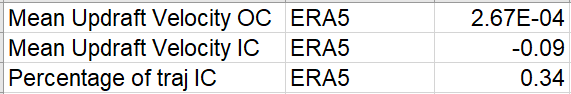 Mean Updraft Velocity OC ERA5 2.67E-04
Mean Updraft Velocity IC ERA5 -0.09
Percentage of traj IC ERA5 0.34